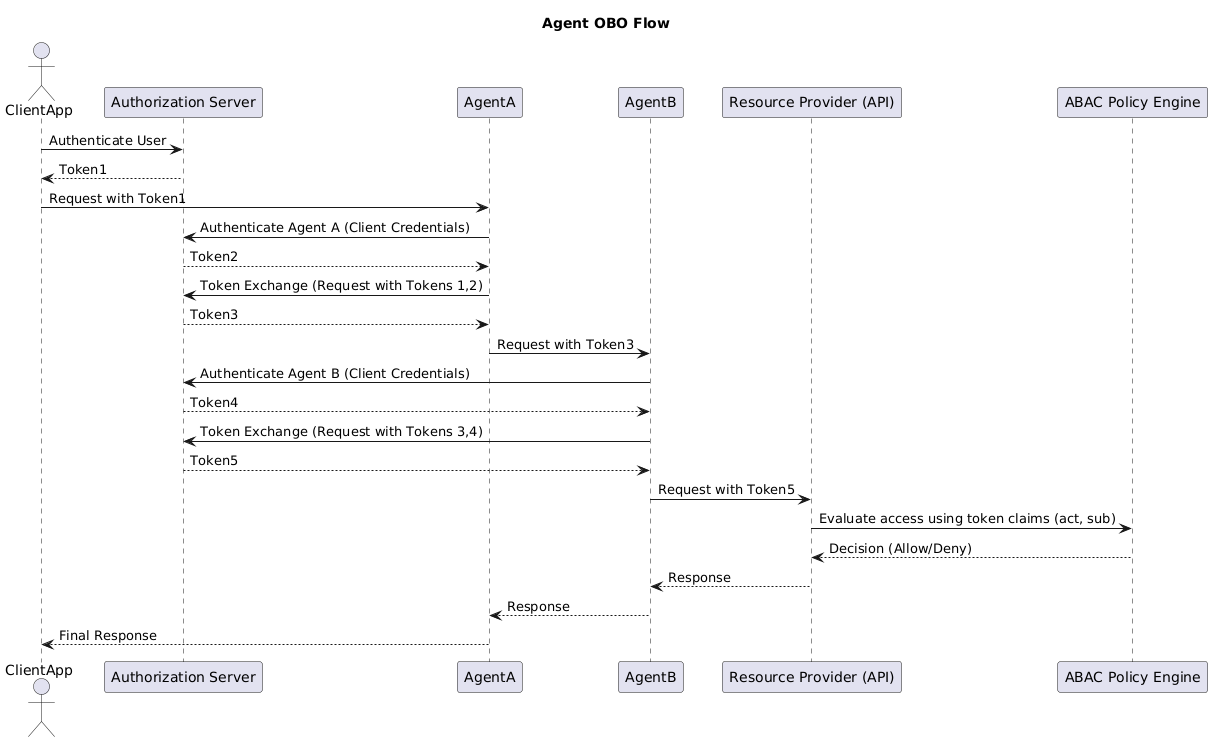 Agent OBO Flow
ClientApp
Authorization Server
AgentA
AgentB
Resource Provider (API)
ABAC Policy Engine
Authenticate User
Token1
Request with Token1
Authenticate Agent A (Client Credentials)
Token2
Token Exchange (Request with Tokens 1,2)
Token3
Request with Token3
Authenticate Agent B (Client Credentials)
Token4
Token Exchange (Request with Tokens 3,4)
Token5
Request with Token5
Evaluate access using token claims (act, sub)
Decision (Allow/Deny)
Response
Response
Final Response
ClientApp
Authorization Server
AgentA
AgentB
Resource Provider (API)
ABAC Policy Engine